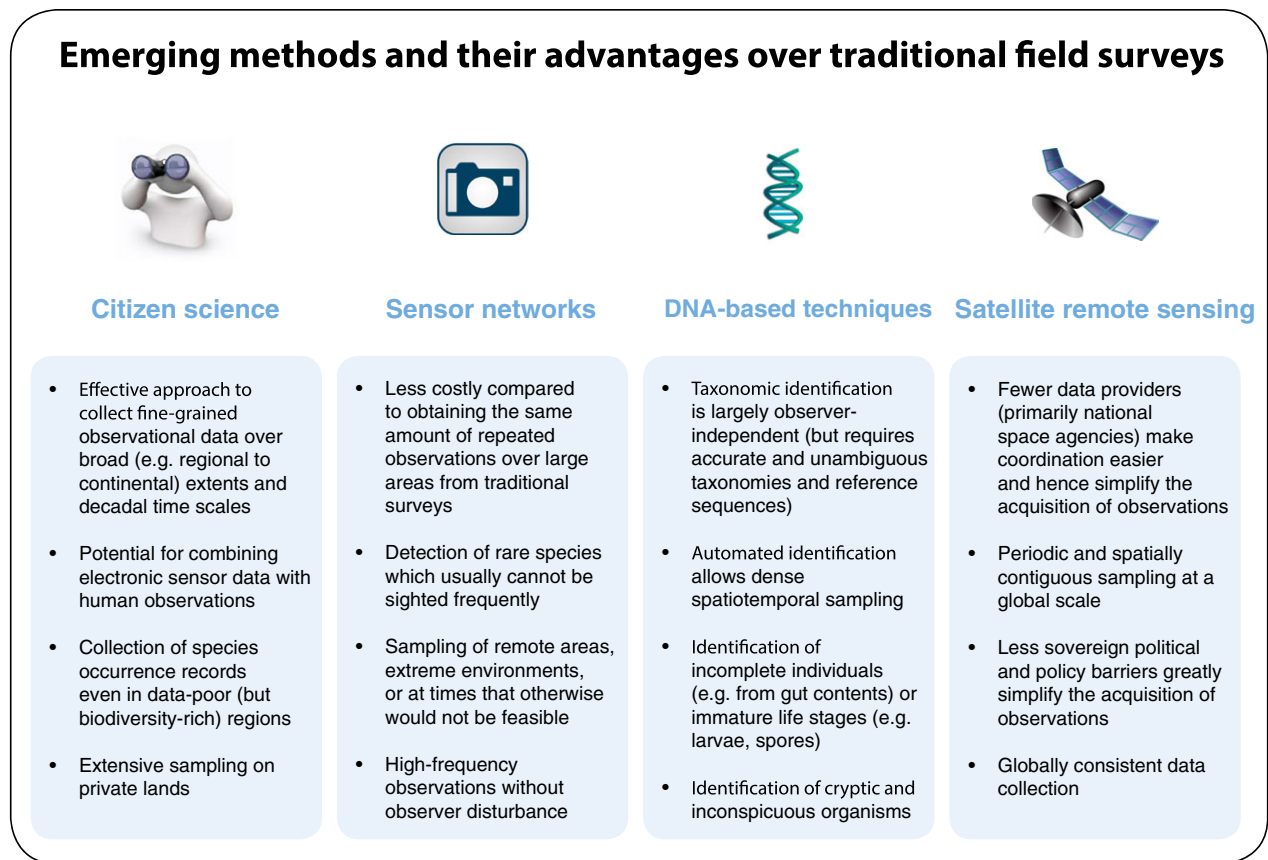 Emerging methods and their advantages over traditional field surveys
Citizen science
• Effective approach to
collect fine-grained
observational data over
broad (e.g. regional to
continental) extents and
decadal time scales
• Potential for combining
electronic sensor data with
human observations
• Collection of species
occurrence records
even in data-poor (but
biodiversity-rich) regions
• Extensive sampling on
private lands
Sensor networks
• Less costly compared
to obtaining the same
amount of repeated
observations over large
areas from traditional
surveys
• Detection of rare species
which usually cannot be
sighted frequently
• Sampling of remote areas,
extreme environments,
or at times that otherwise
would not be feasible
• High-frequency
observations without
observer disturbance
DNA-based techniques
• Taxonomic identification
is largely observer-
independent (but requires
accurate and unambiguous
taxonomies and reference
sequences)
• Automated identification
allows dense
spatiotemporal sampling
• Identification of
incomplete individuals
(e.g. from gut contents) or
immature life stages (e.g.
larvae, spores)
• Identification of cryptic and
inconspicuous organisms
Satellite remote sensing
• Fewer data providers
(primarily national
space agencies) make
coordination easier
and hence simplify the
acquisition of observations
• Periodic and spatially
contiguous sampling at a
global scale
• Less sovereign political
and policy barriers greatly
simplify the acquisition of
observations
• Globally consistent data
collection